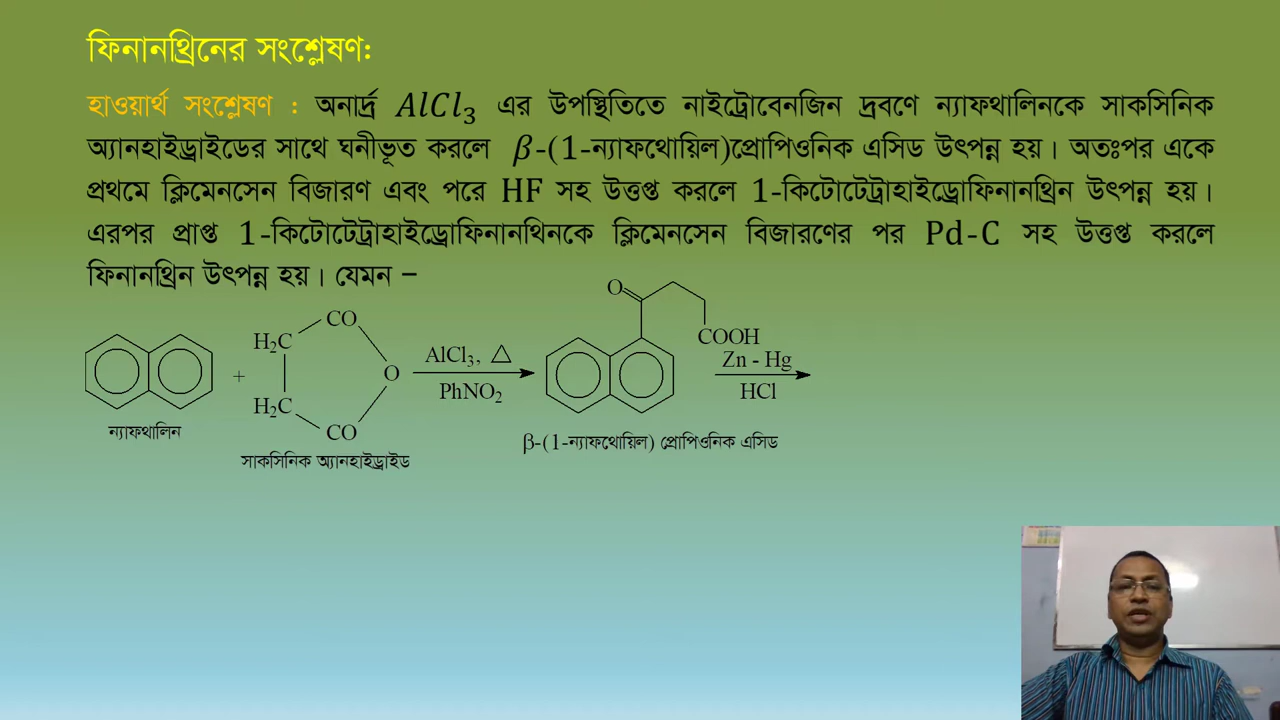 ফিনানথ্রিনের সংশ্লেষণ:
হাওয়ার্থ সংশ্লেষণ : অনার্দ্র AlCl₃ এর উপস্থিতিতে নাইট্রোবেনজিন দ্রবণে ন্যাফথালিনকে সাকসিনিক
অ্যানহাইড্রাইডের সাথে ঘনীভূত করলে β-(1-ন্যাফথোয়িল)প্রোপিওনিক এসিড উৎপন্ন হয়। অতঃপর একে
প্রথমে ক্লিমেনসেন বিজারণ এবং পরে HF সহ উত্তপ্ত করলে 1-কিটোটেট্রাহাইড্রোফিনানথ্রিন উৎপন্ন হয়।
এরপর প্রাপ্ত 1-কিটোটেট্রাহাইড্রোফিনানথিনকে ক্লিমেনসেন বিজারণের পর Pd-C সহ উত্তপ্ত করলে
ফিনানথ্রিন উৎপন্ন হয়। যেমন –
H₂C
CO
O
H₂C
CO
+
AlCl₃, △
PhNO₂
O
COOH
Zn - Hg
HCl
ন্যাফথালিন
সাকসিনিক অ্যানহাইড্রাইড
β-(1-ন্যাফথোয়িল) প্রোপিওনিক এসিড